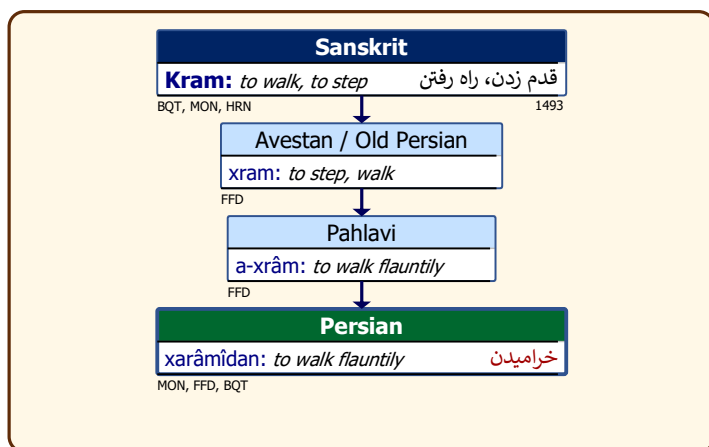 Sanskrit
Kram: to walk, to step قدم زدن، راه رفتن
BQT, MON, HRN 1493
Avestan / Old Persian
xram: to step, walk
FFD
Pahlavi
a-xrâm: to walk flauntily
FFD
Persian
xarâmîdan: to walk flauntily خرامیدن
MON, FFD, BQT